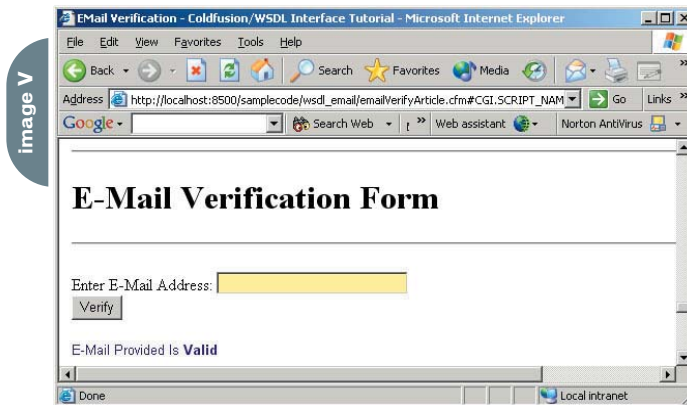 image V
EMail Verification - Coldfusion/WSDL Interface Tutorial - Microsoft Internet Explorer
File Edit View Favorites Tools Help
Back Search Favorites Media
Address http://localhost:8500/samplecode/wsdl_email/emailVerifyArticle.cfm#CGI.SCRIPT_NAM Go Links »
Google Search Web » Web assistant Norton AntiVirus
E-Mail Verification Form
Enter E-Mail Address:
Verify
E-Mail Provided Is Valid
Done Local intranet